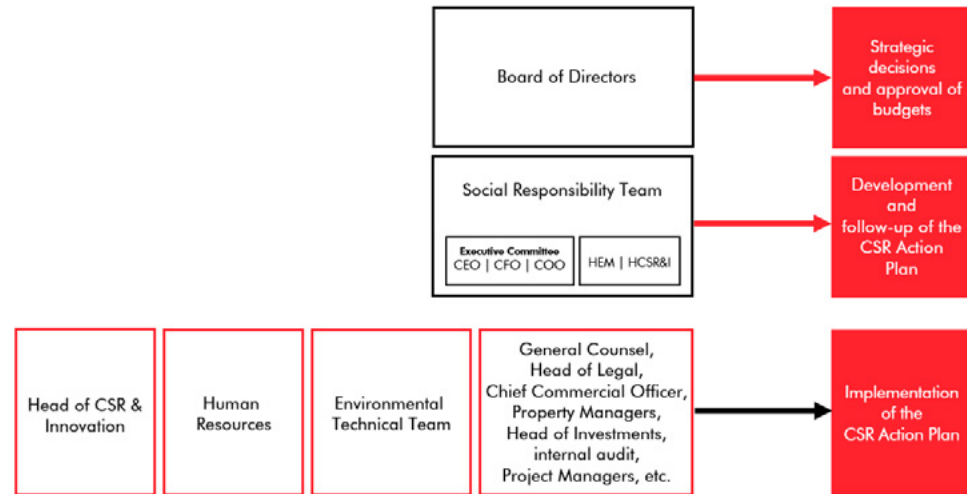 Board of Directors
Strategic
decisions
and approval of
budgets
Social Responsibility Team
Executive Committee
CEO | CFO | COO
HEM | HCSR&I
Development
and
follow-up of the
CSR Action
Plan
Head of CSR &
Innovation
Human
Resources
Environmental
Technical Team
General Counsel,
Head of Legal,
Chief Commercial Officer,
Property Managers,
Head of Investments,
internal audit,
Project Managers, etc.
Implementation
of the
CSR Action Plan